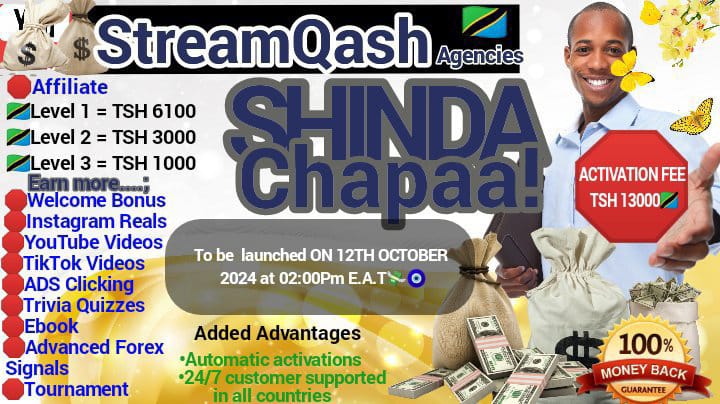 StreamQash
Agencies
Affiliate
Level 1 = TSH 6100
Level 2 = TSH 3000
Level 3 = TSH 1000
Earn more....;
Welcome Bonus
Instagram Reals
YouTube Videos
TikTok Videos
ADS Clicking
Trivia Quizzes
Ebook
Advanced Forex
Signals
Tournament
SHINDA
Chapaa!
ACTIVATION FEE
TSH 13000
To be launched ON 12TH OCTOBER
2024 at 02:00Pm E.A.T
Added Advantages
•Automatic activations
•24/7 customer supported
in all countries
100%
MONEY BACK
GUARANTEE